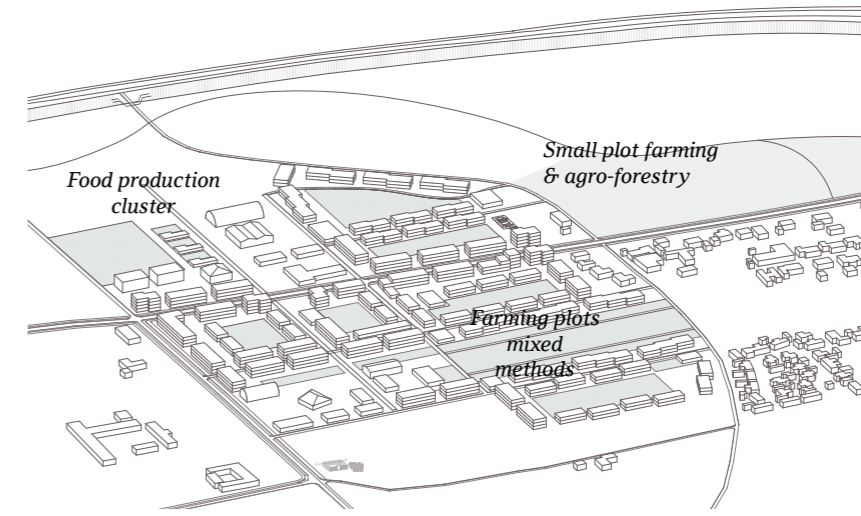 Small plot farming
& agro-forestry
Food production
cluster
Farming plots
mixed
methods